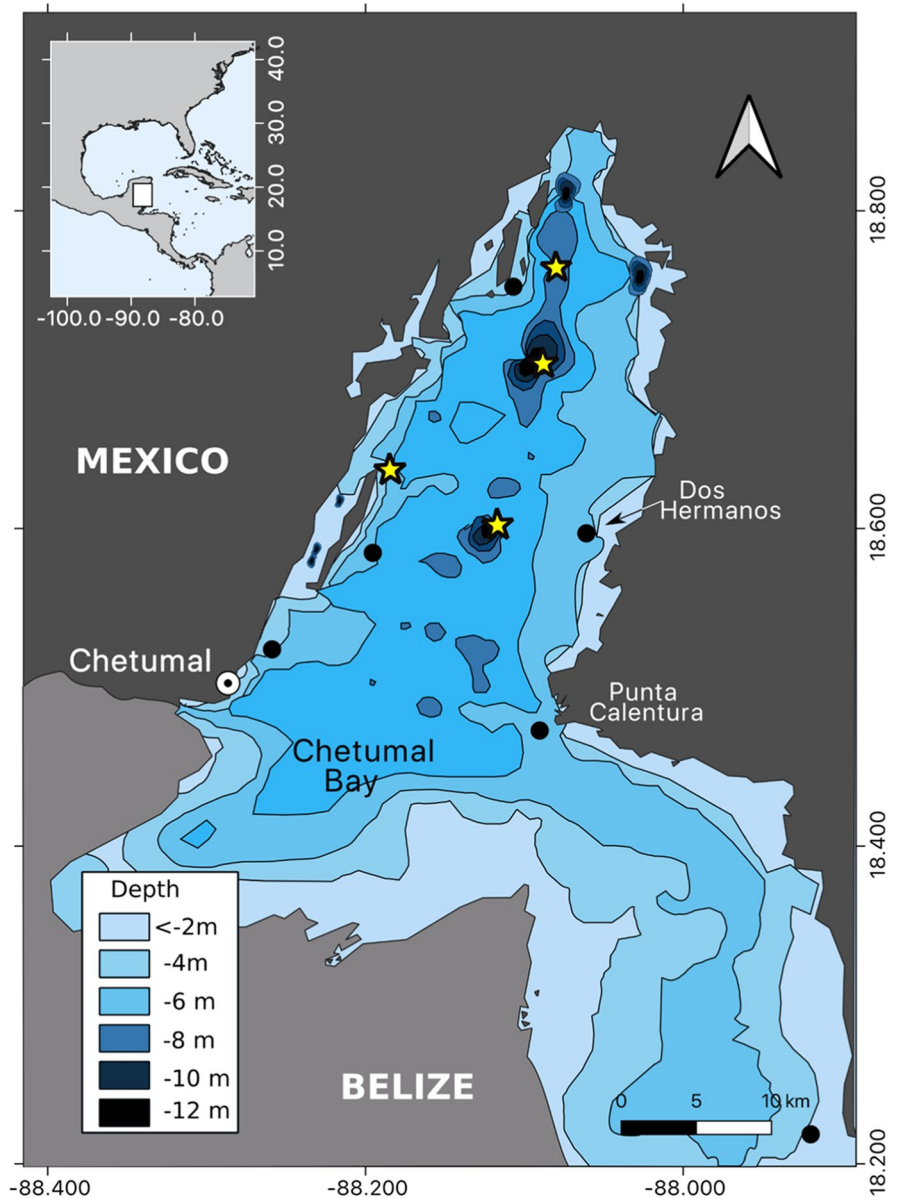 40.0
30.0
20.0
10.0
-100.0 -90.0 -80.0
18.800
MEXICO
Dos
Hermanos
18.600
Chetumal
Punta
Calentura
Chetumal
Bay
18.400
Depth
<-2m
-4m
-6 m
-8 m
-10 m
-12 m
BELIZE
0 5 10 km
18.200
-88.400 -88.200 -88.000